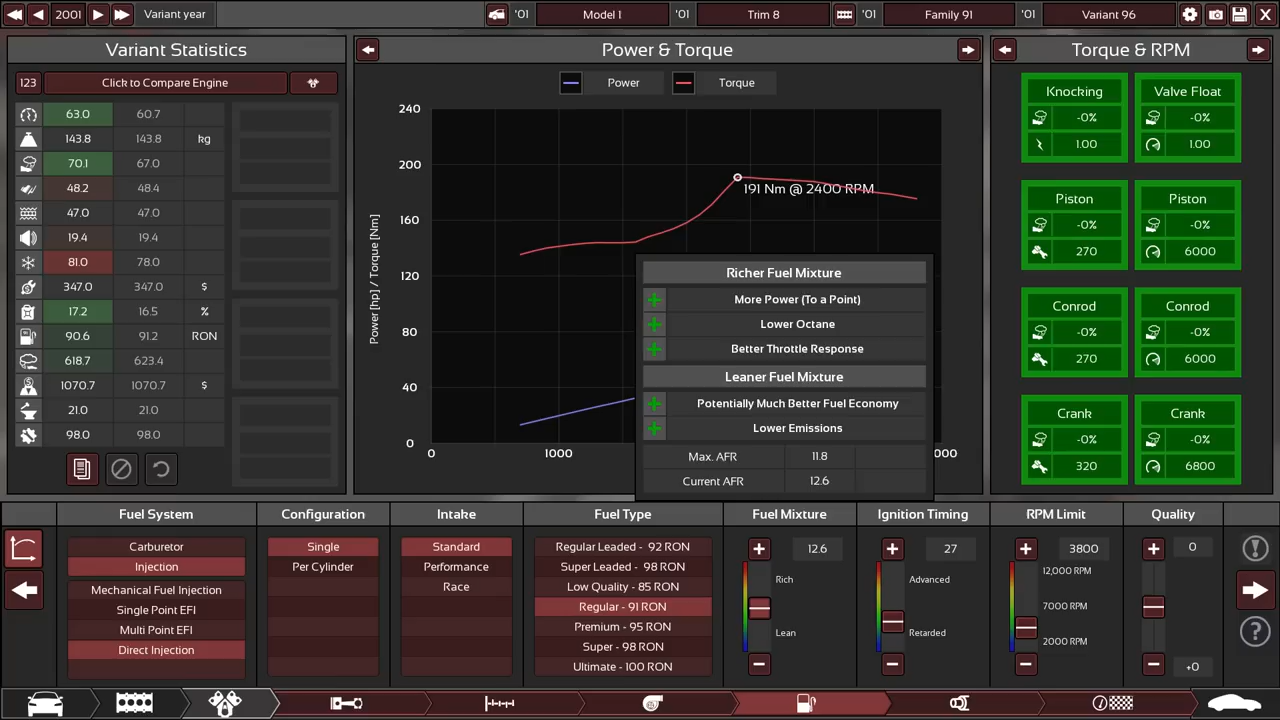 2001
Variant year
'01
Model 1
'01
Trim 8
'01
Family 91
'01
Variant 96
Variant Statistics
Power & Torque
Torque & RPM
123
Click to Compare Engine
Power
Torque
63.0 60.7
143.8 143.8 kg
70.1 67.0
48.2 48.4
47.0 47.0
19.4 19.4
81.0 78.0
347.0 347.0 $
17.2 16.5 %
90.6 91.2 RON
618.7 623.4
1070.7 1070.7 $
21.0 21.0
98.0 98.0
Power [hp] / Torque [Nm]
240
200
160
120
80
40
0
0 1000 000
191 Nm @ 2400 RPM
Richer Fuel Mixture
More Power (To a Point)
Lower Octane
Better Throttle Response
Leaner Fuel Mixture
Potentially Much Better Fuel Economy
Lower Emissions
Max. AFR 11.8
Current AFR 12.6
Knocking
-0%
1.00
Valve Float
-0%
1.00
Piston
-0%
270
Piston
-0%
6000
Conrod
-0%
270
Conrod
-0%
6000
Crank
-0%
320
Crank
-0%
6800
Fuel System
Carburetor
Injection
Mechanical Fuel Injection
Single Point EFI
Multi Point EFI
Direct Injection
Configuration
Single
Per Cylinder
Intake
Standard
Performance
Race
Fuel Type
Regular Leaded - 92 RON
Super Leaded - 98 RON
Low Quality - 85 RON
Regular - 91 RON
Premium - 95 RON
Super - 98 RON
Ultimate - 100 RON
Fuel Mixture
12.6
Rich
Lean
Ignition Timing
27
Advanced
Retarded
RPM Limit
3800
12,000 RPM
7000 RPM
2000 RPM
Quality
0
+0